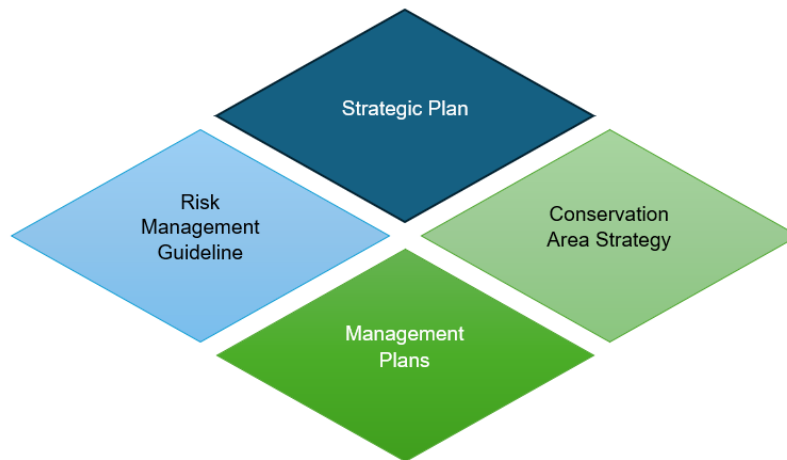 Strategic Plan
Risk
Management
Guideline
Conservation
Area Strategy
Management
Plans